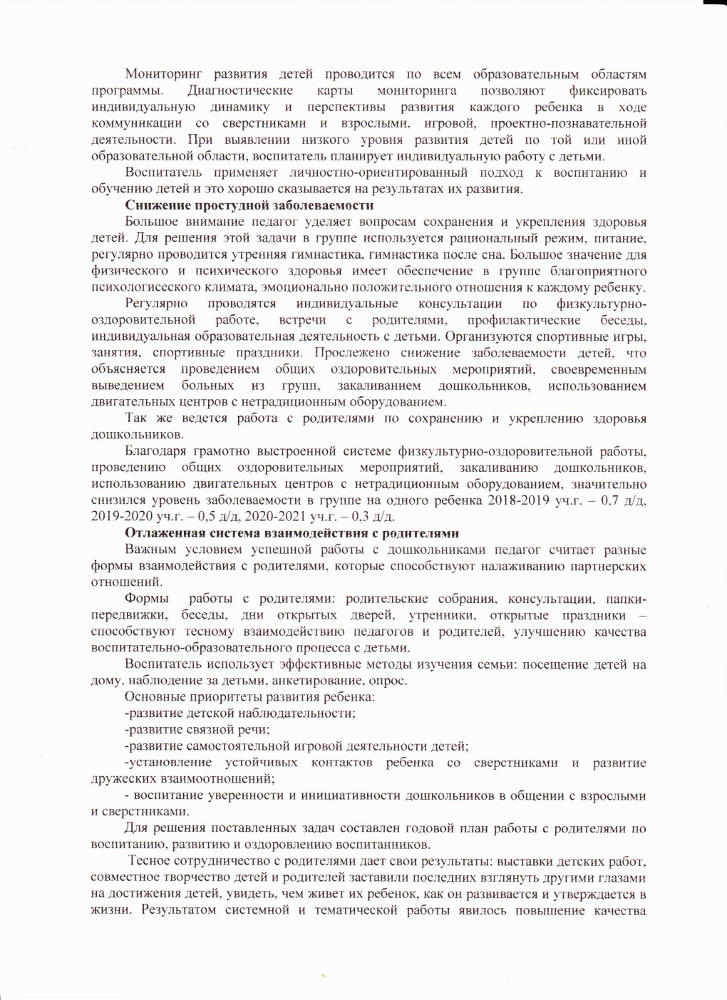 Мониторинг развития детей проводится по всем образовательным областям
программы. Диагностические карты мониторинга позволяют фиксировать
индивидуальную динамику и перспективы развития каждого ребенка в ходе
коммуникации со сверстниками и взрослыми, игровой, проектно-познавательной
деятельности. При выявлении низкого уровня развития детей по той или иной
образовательной области, воспитатель планирует индивидуальную работу с детьми.
Воспитатель применяет личностно-ориентированный подход к воспитанию и
обучению детей и это хорошо сказывается на результатах их развития.
Снижение простудной заболеваемости
Большое внимание педагог уделяет вопросам сохранения и укрепления здоровья
детей. Для решения этой задачи в группе используется рациональный режим, питание,
регулярно проводится утренняя гимнастика, гимнастика после сна. Большое значение для
физического и психического здоровья имеет обеспечение в группе благоприятного
психологисеского климата, эмоционально положительного отношения к каждому ребенку.
Регулярно проводятся индивидуальные консультации по физкультурно-
оздоровительной работе, встречи с родителями, профилактические беседы,
индивидуальная образовательная деятельность с детьми. Организуются спортивные игры,
занятия, спортивные праздники. Прослежено снижение заболеваемости детей, что
объясняется проведением общих оздоровительных мероприятий, своевременным
выведением больных из групп, закаливанием дошкольников, использованием
двигательных центров с нетрадиционным оборудованием.
Так же ведется работа с родителями по сохранению и укреплению здоровья
дошкольников.
Благодаря грамотно выстроенной системе физкультурно-оздоровительной работы,
проведению общих оздоровительных мероприятий, закаливанию дошкольников,
использованию двигательных центров с нетрадиционным оборудованием, значительно
снизился уровень заболеваемости в группе на одного ребенка 2018-2019 уч.г. – 0,7 д/д,
2019-2020 уч.г. – 0,5 д/д, 2020-2021 уч.г. – 0,3 д/д.
Отлаженная система взаимодействия с родителями
Важным условием успешной работы с дошкольниками педагог считает разные
формы взаимодействия с родителями, которые способствуют налаживанию партнерских
отношений.
Формы работы с родителями: родительские собрания, консультации, папки-
передвижки, беседы, дни открытых дверей, утренники, открытые праздники –
способствуют тесному взаимодействию педагогов и родителей, улучшению качества
воспитательно-образовательного процесса с детьми.
Воспитатель использует эффективные методы изучения семьи: посещение детей на
дому, наблюдение за детьми, анкетирование, опрос.
Основные приоритеты развития ребенка:
-развитие детской наблюдательности;
-развитие связной речи;
-развитие самостоятельной игровой деятельности детей;
-установление устойчивых контактов ребенка со сверстниками и развитие
дружеских взаимоотношений;
- воспитание уверенности и инициативности дошкольников в общении с взрослыми
и сверстниками.
Для решения поставленных задач составлен годовой план работы с родителями по
воспитанию, развитию и оздоровлению воспитанников.
Тесное сотрудничество с родителями дает свои результаты: выставки детских работ,
совместное творчество детей и родителей заставили последних взглянуть другими глазами
на достижения детей, увидеть, чем живет их ребенок, как он развивается и утверждается в
жизни. Результатом системной и тематической работы явилось повышение качества